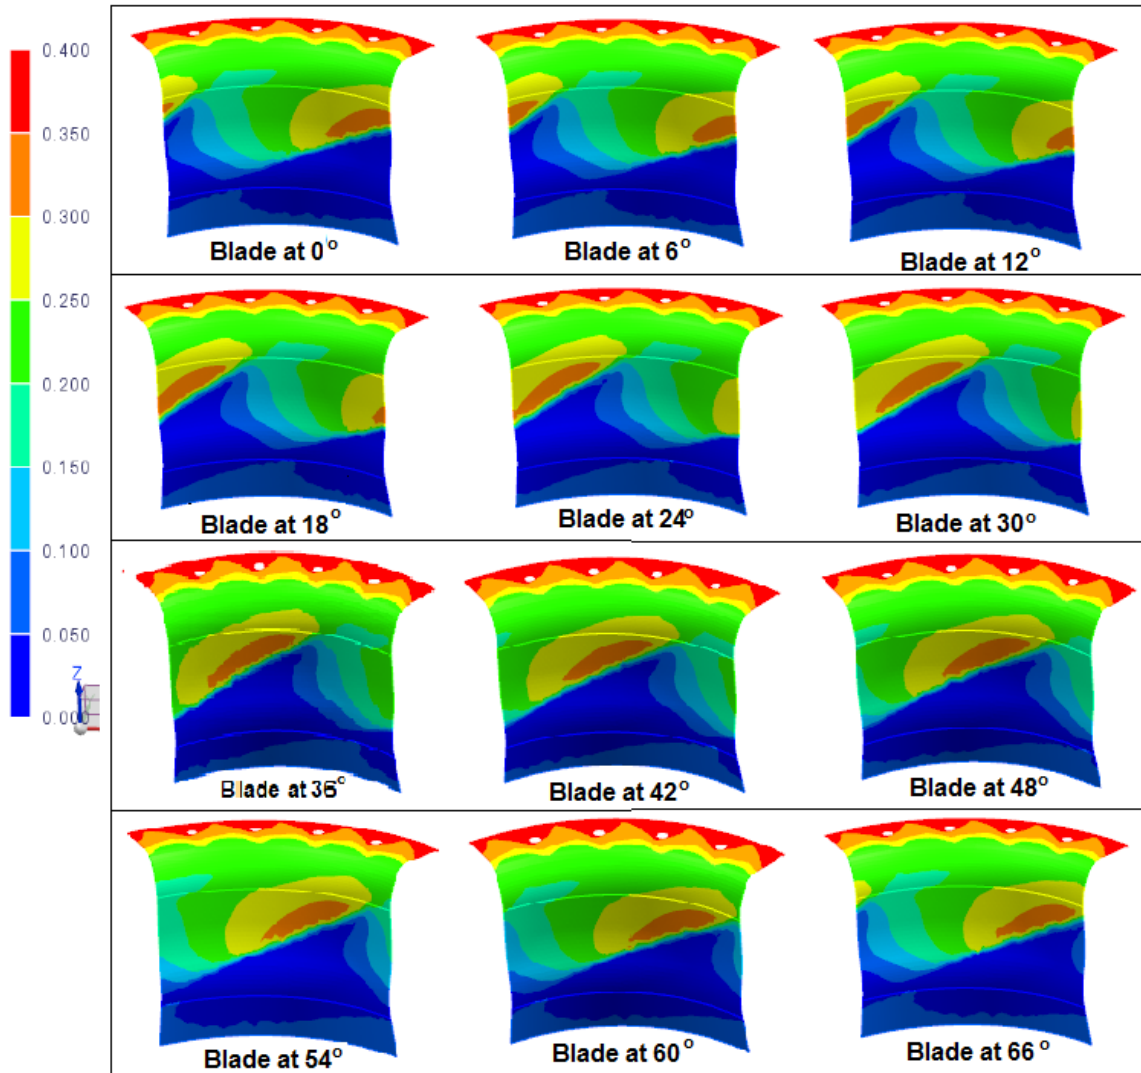 0.400
0.350
0.300
0.250
0.200
0.150
0.100
0.050
Z
0.000
Blade at 0°
Blade at 6°
Blade at 12°
Blade at 18°
Blade at 24°
Blade at 30°
Blade at 36°
Blade at 42°
Blade at 48°
Blade at 54°
Blade at 60°
Blade at 66°